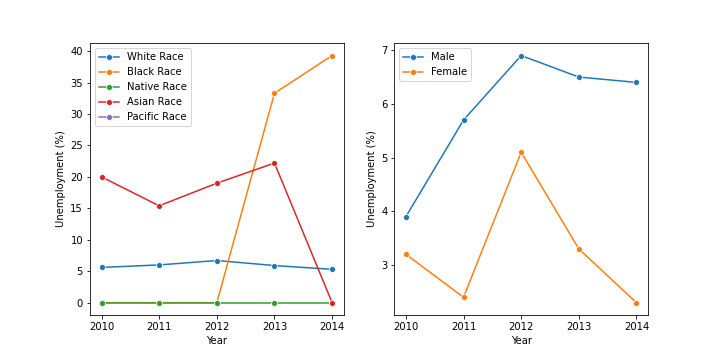 White Race
Black Race
Native Race
Asian Race
Pacific Race
40
35
30
25
20
15
10
5
0
Unemployment (%)
2010 2011 2012 2013 2014
Year
Male
Female
7
6
5
4
3
Unemployment (%)
2010 2011 2012 2013 2014
Year